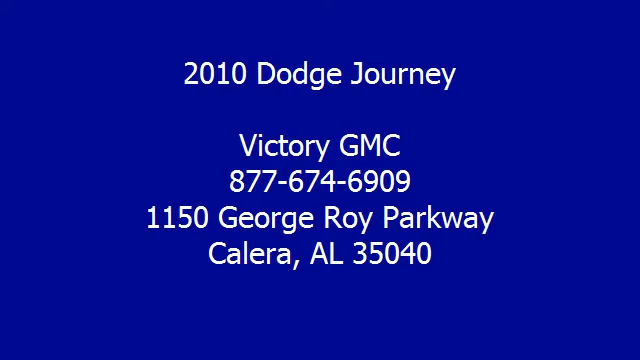 2010 Dodge Journey
Victory GMC
877-674-6909
1150 George Roy Parkway
Calera, AL 35040